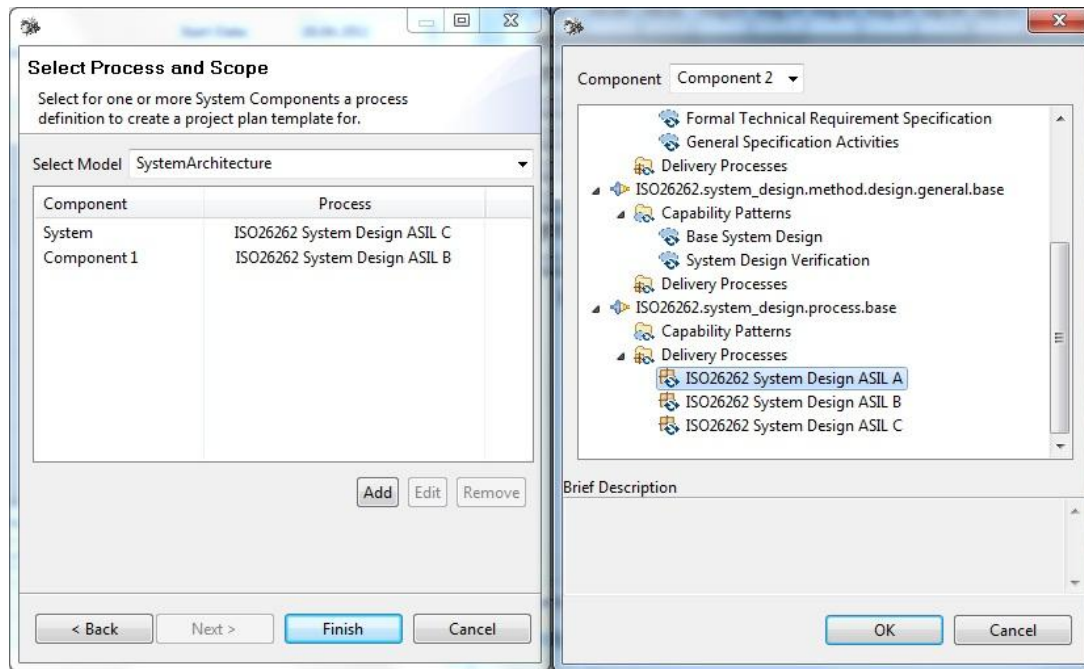 Select Process and Scope
Select for one or more System Components a process
definition to create a project plan template for.
Select Model SystemArchitecture
Component Process
System ISO26262 System Design ASIL C
Component 1 ISO26262 System Design ASIL B
Add Edit Remove
< Back Next > Finish Cancel
Component Component 2
Formal Technical Requirement Specification
General Specification Activities
Delivery Processes
ISO26262.system_design.method.design.general.base
Capability Patterns
Base System Design
System Design Verification
Delivery Processes
ISO26262.system_design.process.base
Capability Patterns
Delivery Processes
ISO26262 System Design ASIL A
ISO26262 System Design ASIL B
ISO26262 System Design ASIL C
Brief Description
OK Cancel